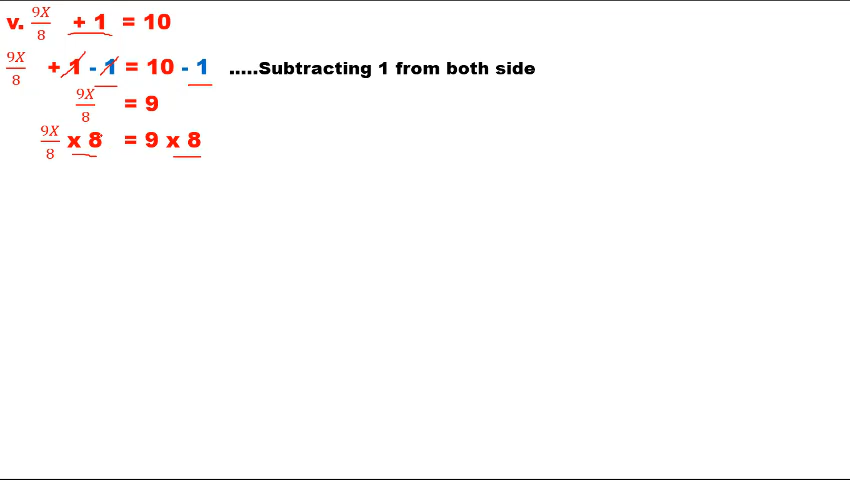 v. 9X/8 + 1 = 10
9X/8 + 1 - 1 = 10 - 1 .....Subtracting 1 from both side
9X/8 = 9
9X/8 x 8 = 9 x 8